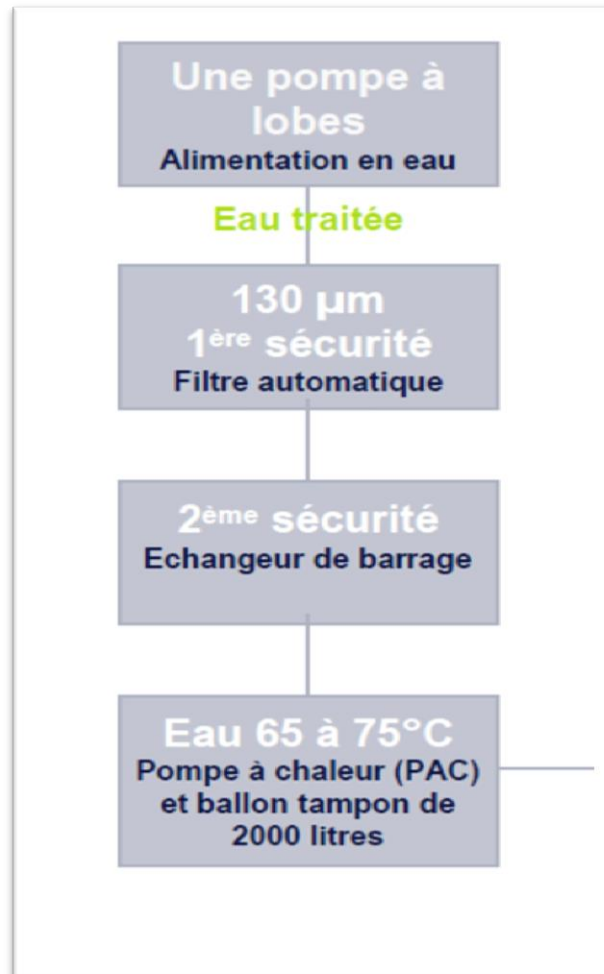 Une pompe à
lobes
Alimentation en eau
Eau traitée
130 µm
1ère sécurité
Filtre automatique
2ème sécurité
Echangeur de barrage
Eau 65 à 75°C
Pompe à chaleur (PAC)
et ballon tampon de
2000 litres